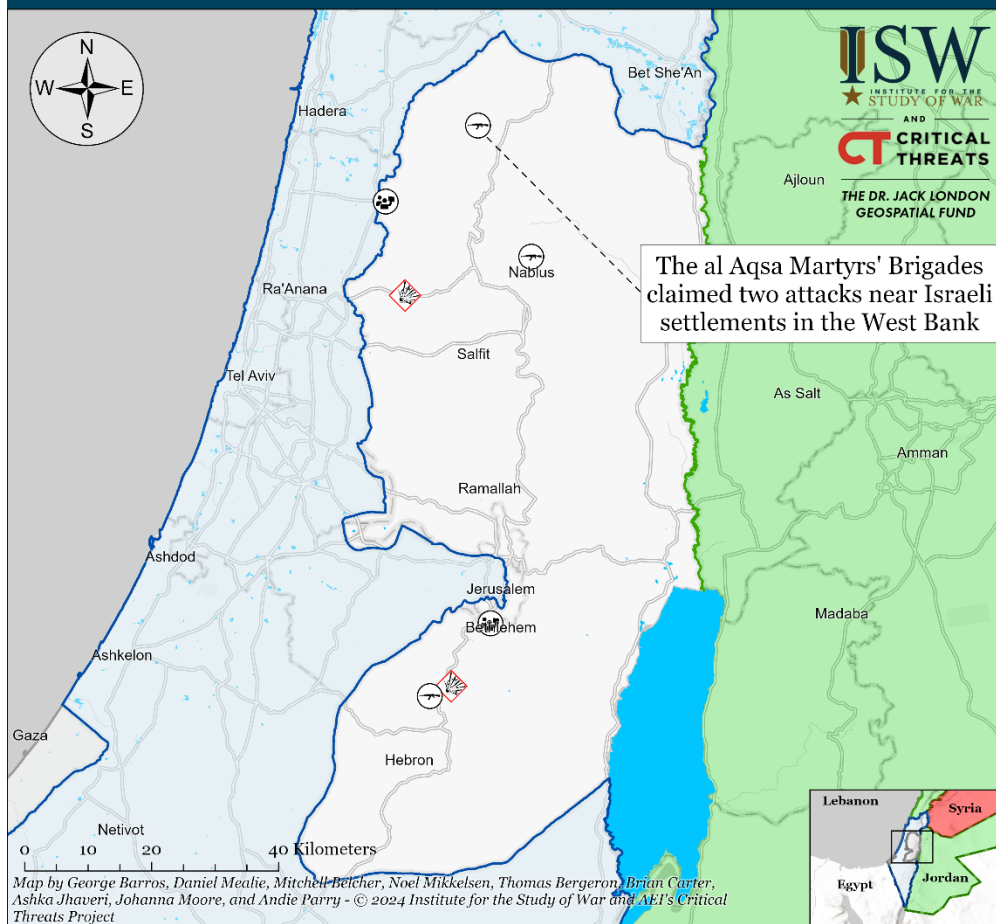 N
W
E
S
ISW
INSTITUTE FOR THE
STUDY OF WAR
AND
CT CRITICAL
THREATS
THE DR. JACK LONDON
GEOSPATIAL FUND
Bet She'An
Hadera
Ajloun
The al Aqsa Martyrs' Brigades
claimed two attacks near Israeli
settlements in the West Bank
Nablus
Ra'Anana
Salfit
Tel Aviv
As Salt
Amman
Ramallah
Ashdod
Jerusalem
Madaba
Bethlehem
Ashkelon
Gaza
Hebron
Netivot
0 10 20 40 Kilometers
Lebanon
Syria
Egypt
Jordan
Map by George Barros, Daniel Mealie, Mitchell Belcher, Noel Mikkelsen, Thomas Bergeron, Brian Carter,
Ashka Jhaveri, Johanna Moore, and Andie Parry - © 2024 Institute for the Study of War and AEI's Critical
Threats Project